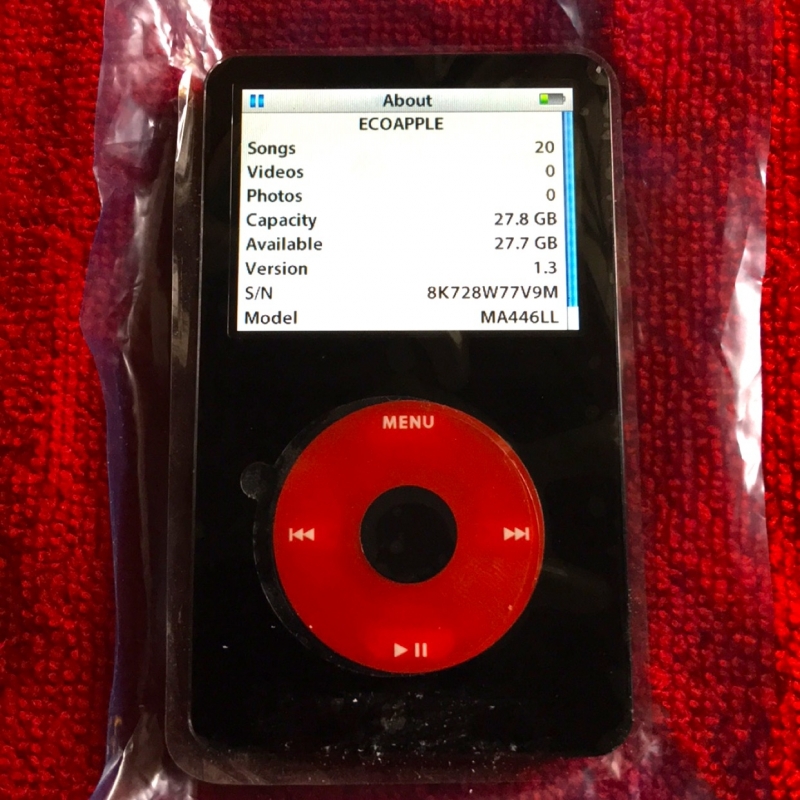 About
ECOAPPLE
Songs 20
Videos 0
Photos 0
Capacity 27.8 GB
Available 27.7 GB
Version 1.3
S/N 8K728W77V9M
Model MA446LL
MENU